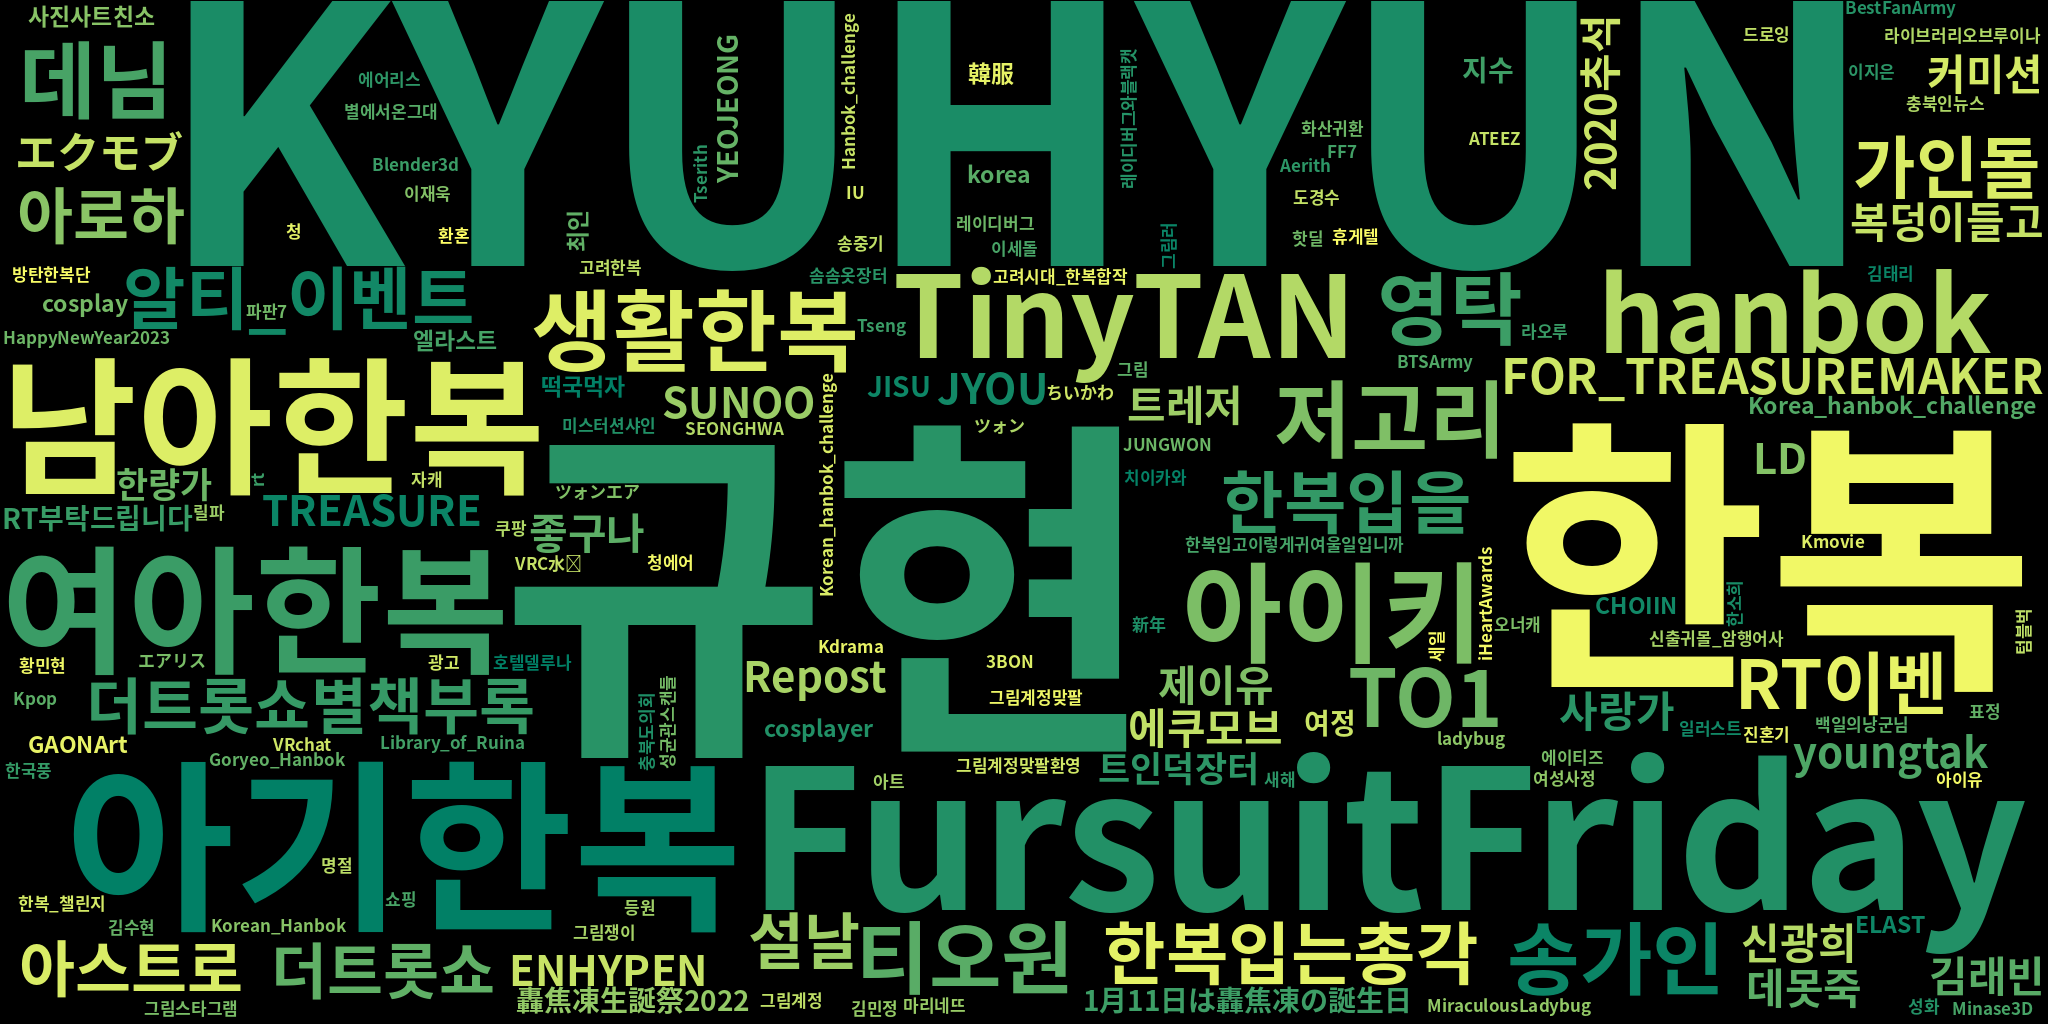 사진사트친소
KYUHYUN
BestFanArmy
데님
에어리스
YEOJEONG
Hanbok_challenge
韓服
레이디버그와블랙캣
지수
2020추석
드로잉
라이브러리오브루이나
이지은
커미션
충북인뉴스
별에서온그대
エクモブ
Blender3d
이재욱
Tserith
korea
IU
화산귀환
FF7
Aerith
ATEEZ
도경수
가인돌
아로하
청
환혼
최인
송중기
레이디버그
이세돌
그림러
핫딜
휴게텔
복덩이들고
방탄한복단
cosplay
알티_이벤트
파판7
고려한복
솜솜옷장터
TinyTAN
고려시대_한복합작
영탁
라오루
김태리
hanbok
HappyNewYear2023
엘라스트
생활한복
Tseng
그림
BTSArmy
FOR_TREASUREMAKER
남아한복
떡국먹자
SUNOO
JISU
JYOU
ちいかわ
트레저
저고리
Korea_hanbok_challenge
미스터션샤인
SEONGHWA
Korean_hanbok_challenge
ツォン
JUNGWON
한복
LD
한량가
rt
자캐
ツォンエア
규현
치이카와
한복입을
RT부탁드립니다
릴파
TREASURE
쿠팡
좋구나
VRC水
청에어
한복입고이렇게귀여울일입니까
Kmovie
여아한복
아이키
iHeartAwards
CHOIIN
한소희
新年
오너캐
세일
신출귀몰_암행어사
텀블벅
황민현
エアリス
광고
호텔델루나
Kdrama
3BON
Repost
그림계정맞팔
제이유
TO1
RT이벤
Kpop
더트롯쇼별책부록
충북도의회
성균관스캔들
cosplayer
에쿠모브
여정
사랑가
일러스트
백일의낭군님
표정
GAONArt
VRchat
Library_of_Ruina
ladybug
진혼기
youngtak
한국풍
Goryeo_Hanbok
아트
그림계정맞팔환영
트인덕장터
새해
에이티즈
여성사정
아이유
아기한복
FursuitFriday
명절
한복_챌린지
쇼핑
등원
김수현
Korean_Hanbok
그림쟁이
설날
티오원
한복입는총각
송가인
신광희
ELAST
아스트로
더트롯쇼
ENHYPEN
김래빈
그림스타그램
轟焦凍生誕祭2022
그림계정
김민정
마리네뜨
1月11日は轟焦凍の誕生日
MiraculousLadybug
데못죽
성화
Minase3D